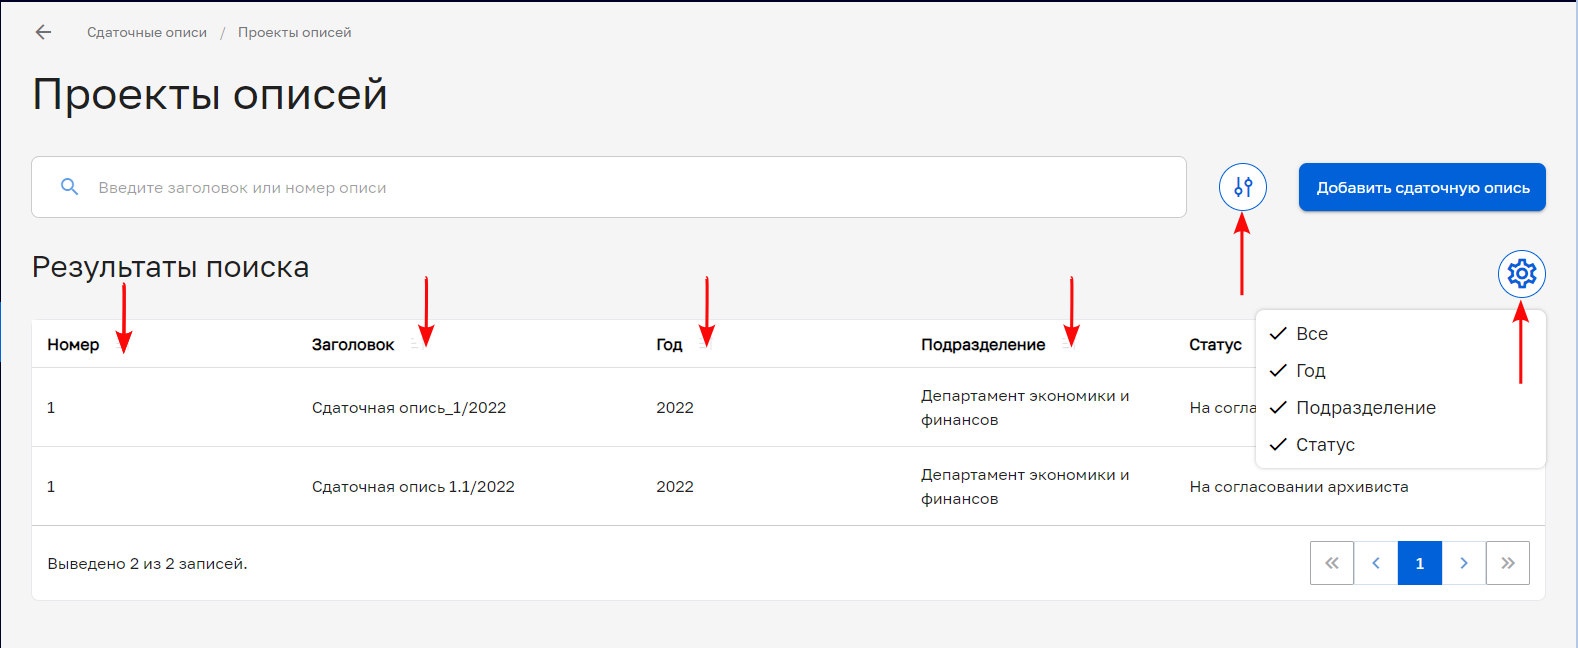 Сдаточные описи / Проекты описей
Проекты описей
Введите заголовок или номер описи
Добавить сдаточную опись
Результаты поиска
Номер Заголовок Год Подразделение Статус
Все
Год
Подразделение
Статус
1 Сдаточная опись_1/2022 2022 Департамент экономики и финансов На согла
1 Сдаточная опись 1.1/2022 2022 Департамент экономики и финансов На согласовании архивиста
Выведено 2 из 2 записей.
« ‹ 1 › »